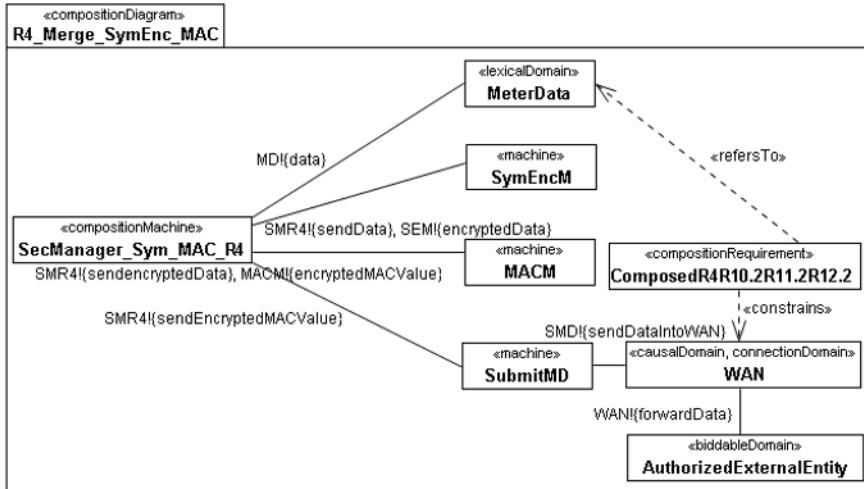 «compositionDiagram»
R4_Merge_SymEnc_MAC
«lexicalDomain»
MeterData
MD!{data}
«refersTo»
«machine»
SymEncM
«compositionMachine»
SecManager_Sym_MAC_R4
SMR4!{sendData}, SEM!{encryptedData}
«machine»
MACM
«compositionRequirement»
ComposedR4R10.2R11.2R12.2
SMR4!{sendencryptedData}, MACM!{encryptedMACValue}
«constrains»
SMR4!{sendEncryptedMACValue}
SMD!{sendDataIntoWAN}
«machine»
SubmitMD
«causalDomain, connectionDomain»
WAN
WAN!{forwardData}
«biddableDomain»
AuthorizedExternalEntity